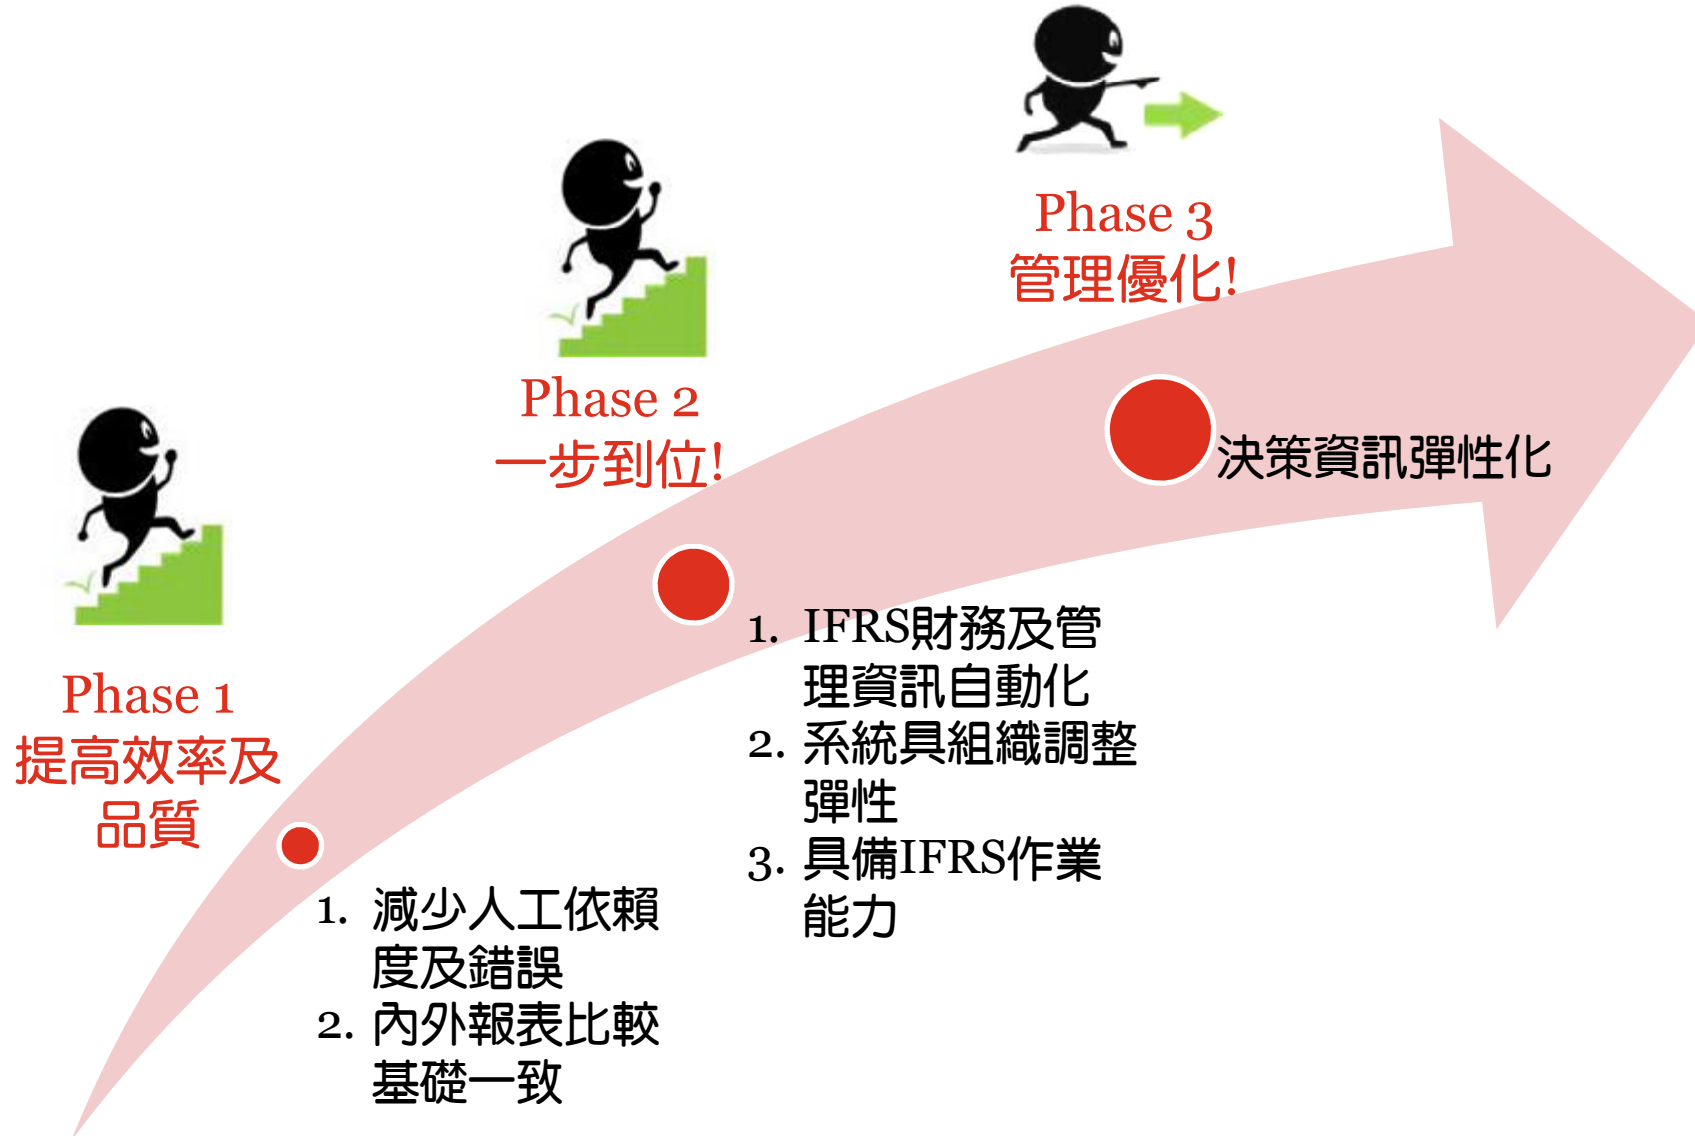 Phase 1
提高效率及
品質
1. 減少人工依賴
度及錯誤
2. 內外報表比較
基礎一致
Phase 2
一步到位!
1. IFRS財務及管
理資訊自動化
2. 系統具組織調整
彈性
3. 具備IFRS作業
能力
Phase 3
管理優化!
決策資訊彈性化